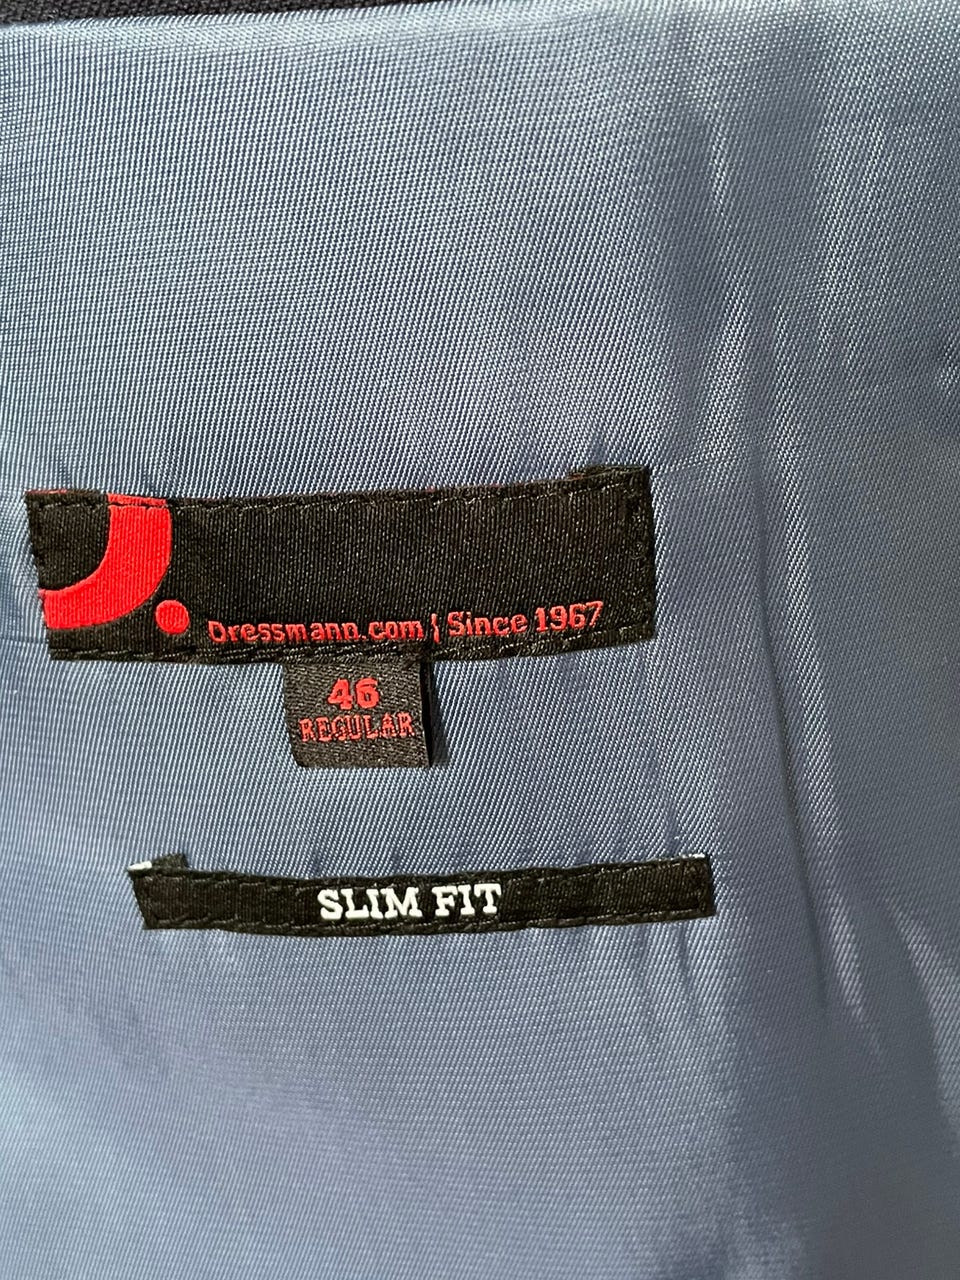 Dressmann.com | Since 1967
46
REGULAR
SLIM FIT